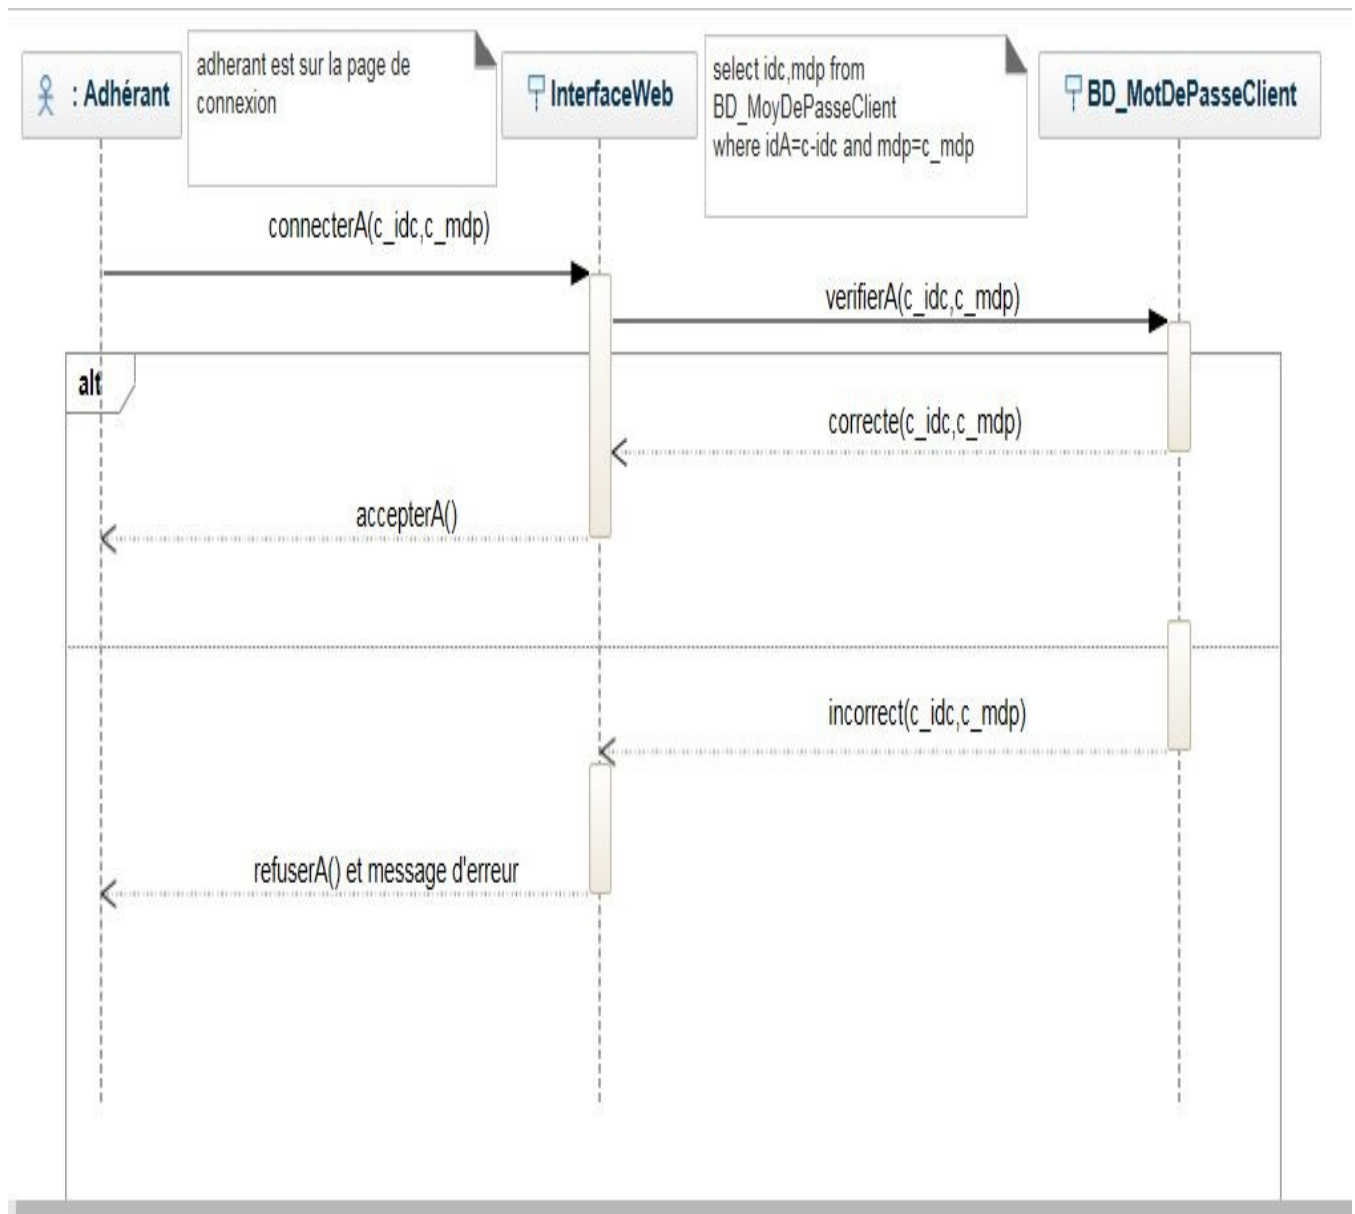 : Adhérant
adherant est sur la page de
connexion
InterfaceWeb
select idc,mdp from
BD_MoyDePasseClient
where idA=c-idc and mdp=c_mdp
BD_MotDePasseClient
connecterA(c_idc,c_mdp)
verifierA(c_idc,c_mdp)
alt
correcte(c_idc,c_mdp)
accepterA()
incorrect(c_idc,c_mdp)
refuserA() et message d'erreur